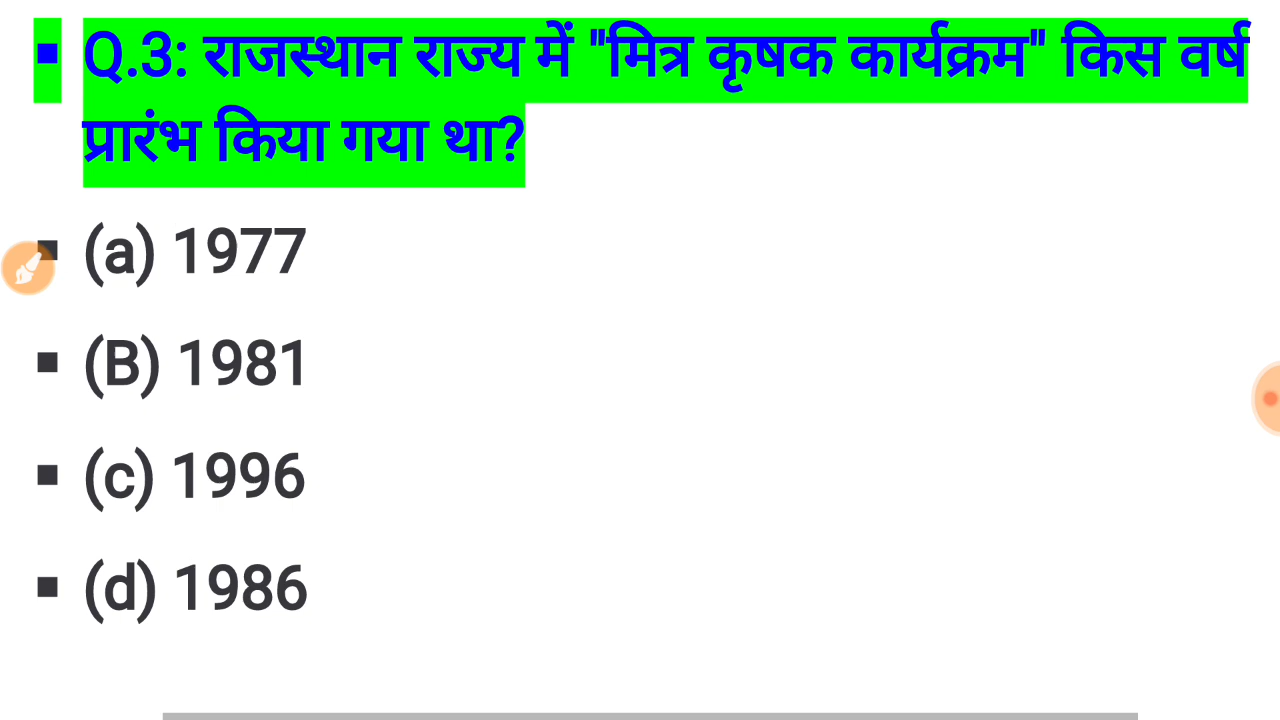 ▪ Q.3: राजस्थान राज्य में "मित्र कृषक कार्यक्रम" किस वर्ष
प्रारंभ किया गया था?
▪ (a) 1977
▪ (B) 1981
▪ (c) 1996
▪ (d) 1986